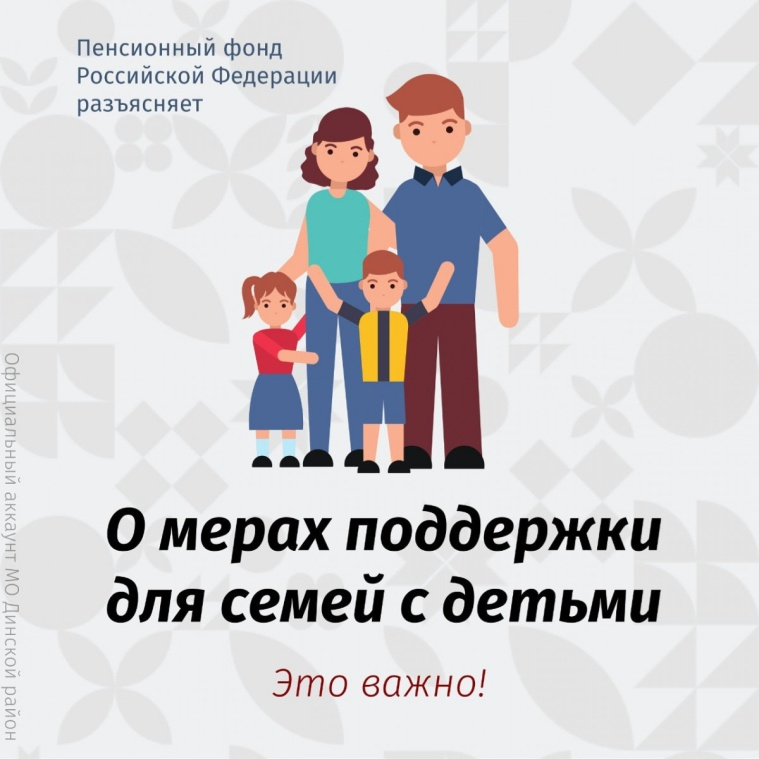 Пенсионный фонд
Российской Федерации
разъясняет
О мерах поддержки
для семей с детьми
Это важно!
Официальный аккаунт МО Динской район